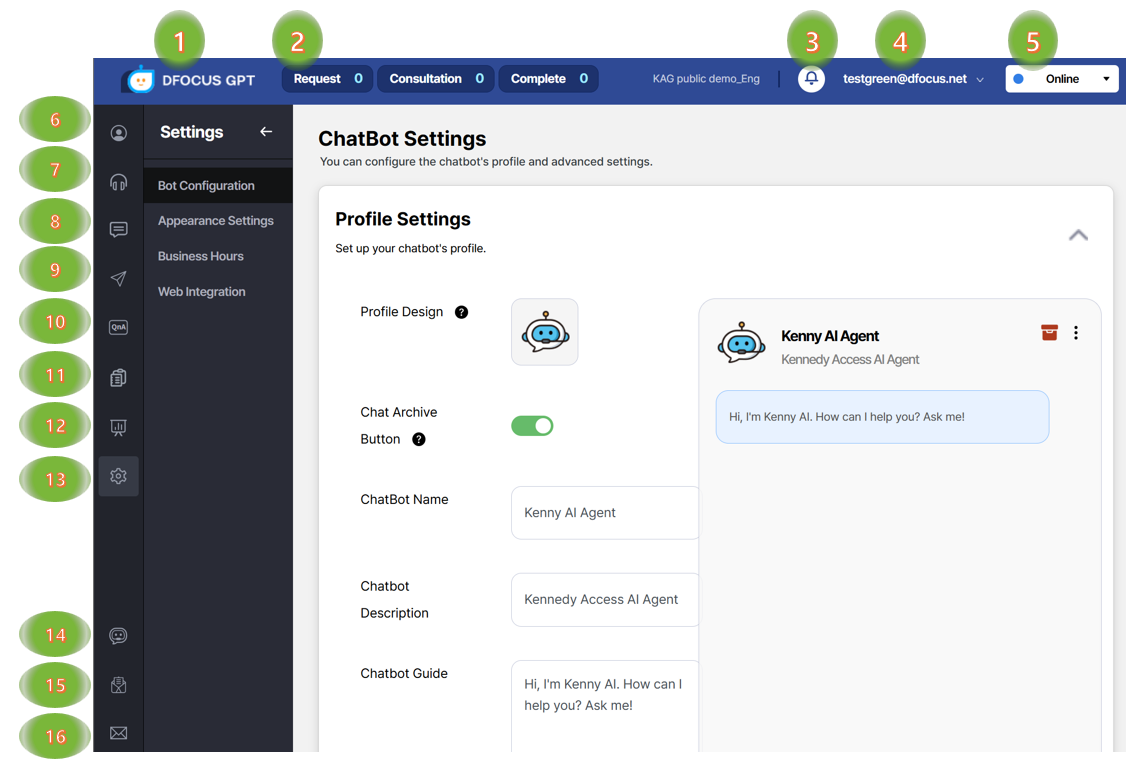 1 2 3 4 5
DFOCUS GPT
Request 0
Consultation 0
Complete 0
KAG public demo_Eng
testgreen@dfocus.net
Online
6
7
8
9
10
QnA
11
12
13
14
15
16
Settings
Bot Configuration
Appearance Settings
Business Hours
Web Integration
ChatBot Settings
You can configure the chatbot's profile and advanced settings.
Profile Settings
Set up your chatbot's profile.
Profile Design ?
Chat Archive
Button ?
ChatBot Name
Kenny AI Agent
Chatbot
Description
Kennedy Access AI Agent
Chatbot Guide
Hi, I'm Kenny AI. How can I
help you? Ask me!
Kenny AI Agent
Kennedy Access AI Agent
Hi, I'm Kenny AI. How can I help you? Ask me!